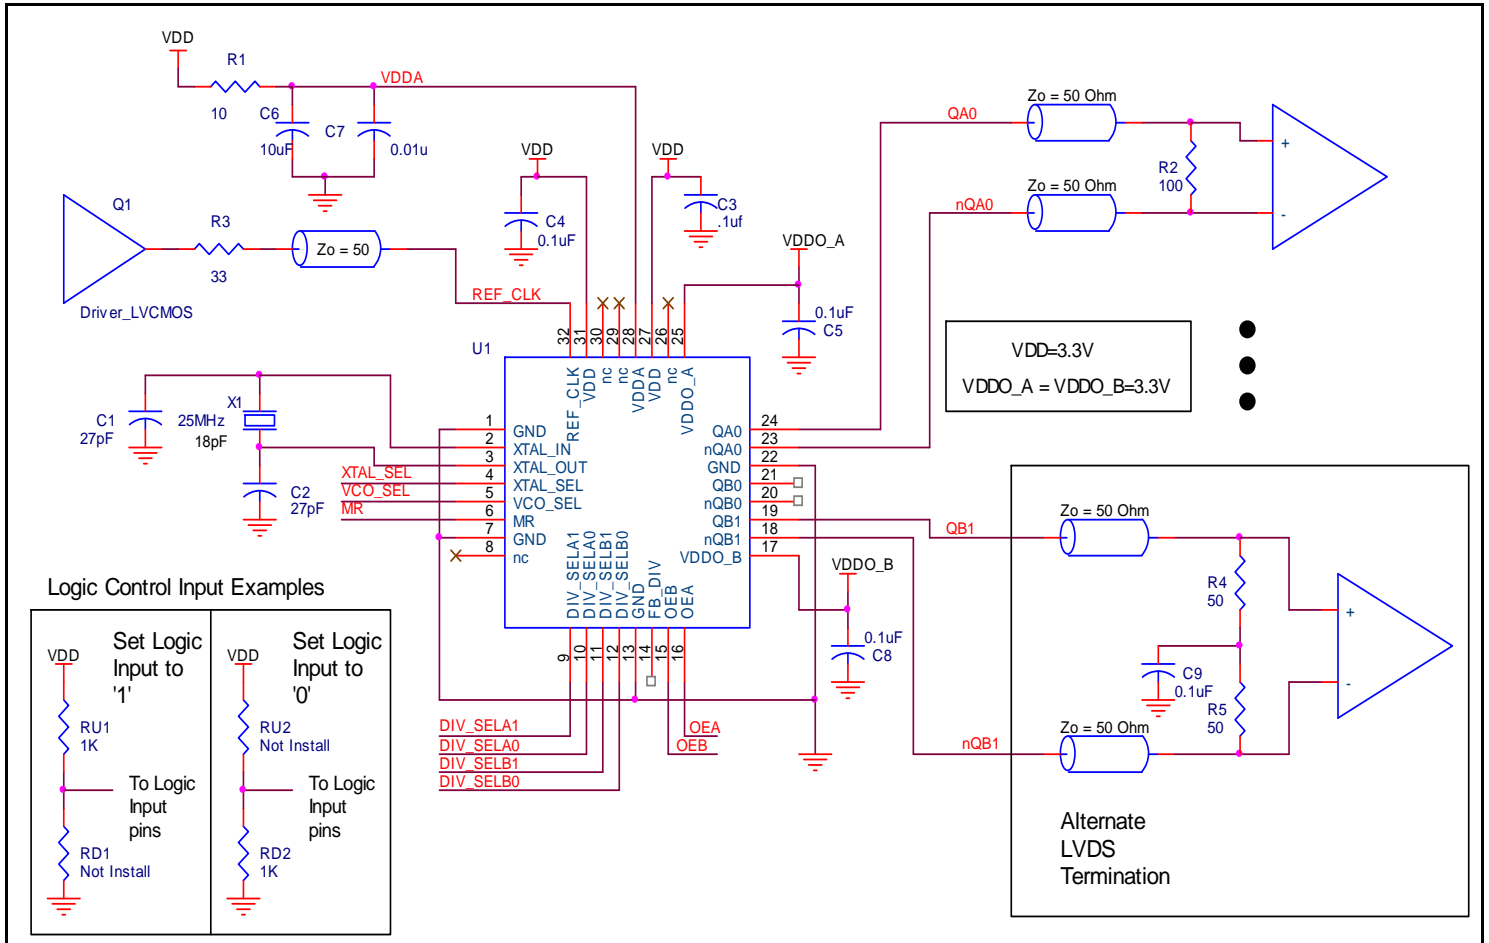 VDD
R1
10
VDDA
C6
10uF
C7
0.01u
Q1
Driver_LVCMOS
R3
33
Zo = 50
REF_CLK
VDD
C4
0.1uF
VDD
C3
.1uf
VDDO_A
0.1uF
C5
QA0
Zo = 50 Ohm
nQA0
Zo = 50 Ohm
R2
100
+
-
VDD=3.3V
VDDO_A = VDDO_B=3.3V
U1
32 31 30 29 28 27 26 25
REF_CLK
VDD
nc
nc
VDDA
VDD
nc
VDDO_A
C1
27pF
X1
25MHz
18pF
C2
27pF
XTAL_SEL
VCO_SEL
MR
1 GND
2 XTAL_IN
3 XTAL_OUT
4 XTAL_SEL
5 VCO_SEL
6 MR
7 GND
8 nc
QA0 24
nQA0 23
GND 22
QB0 21
nQB0 20
QB1 19
nQB1 18
VDDO_B 17
DIV_SELA1
DIV_SELA0
DIV_SELB1
DIV_SELB0
GND
FB_DIV
OEB
OEA
9 10 11 12 13 14 15 16
DIV_SELA1
DIV_SELA0
DIV_SELB1
DIV_SELB0
OEA
OEB
VDDO_B
0.1uF
C8
QB1
Zo = 50 Ohm
nQB1
Zo = 50 Ohm
R4
50
C9
0.1uF
R5
50
+
-
Alternate
LVDS
Termination
Logic Control Input Examples
Set Logic
Input to
'1'
VDD
RU1
1K
To Logic
Input
pins
RD1
Not Install
Set Logic
Input to
'0'
VDD
RU2
Not Install
To Logic
Input
pins
RD2
1K